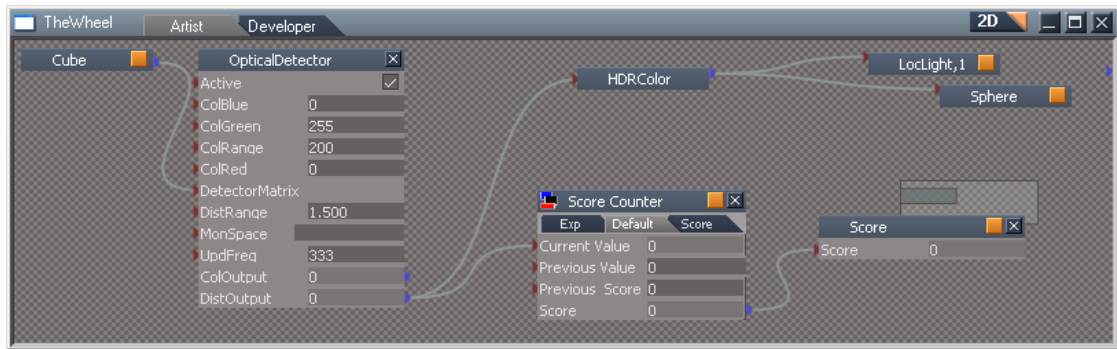 TheWheel Artist Developer 2D
Cube
OpticalDetector
Active
ColBlue 0
ColGreen 255
ColRange 200
ColRed 0
DetectorMatrix
DistRange 1.500
MonSpace
UpdFreq 333
ColOutput 0
DistOutput 0
HDRColor
LocLight,1
Sphere
Score Counter
Exp Default Score
Current Value 0
Previous Value 0
Previous Score 0
Score 0
Score
Score 0